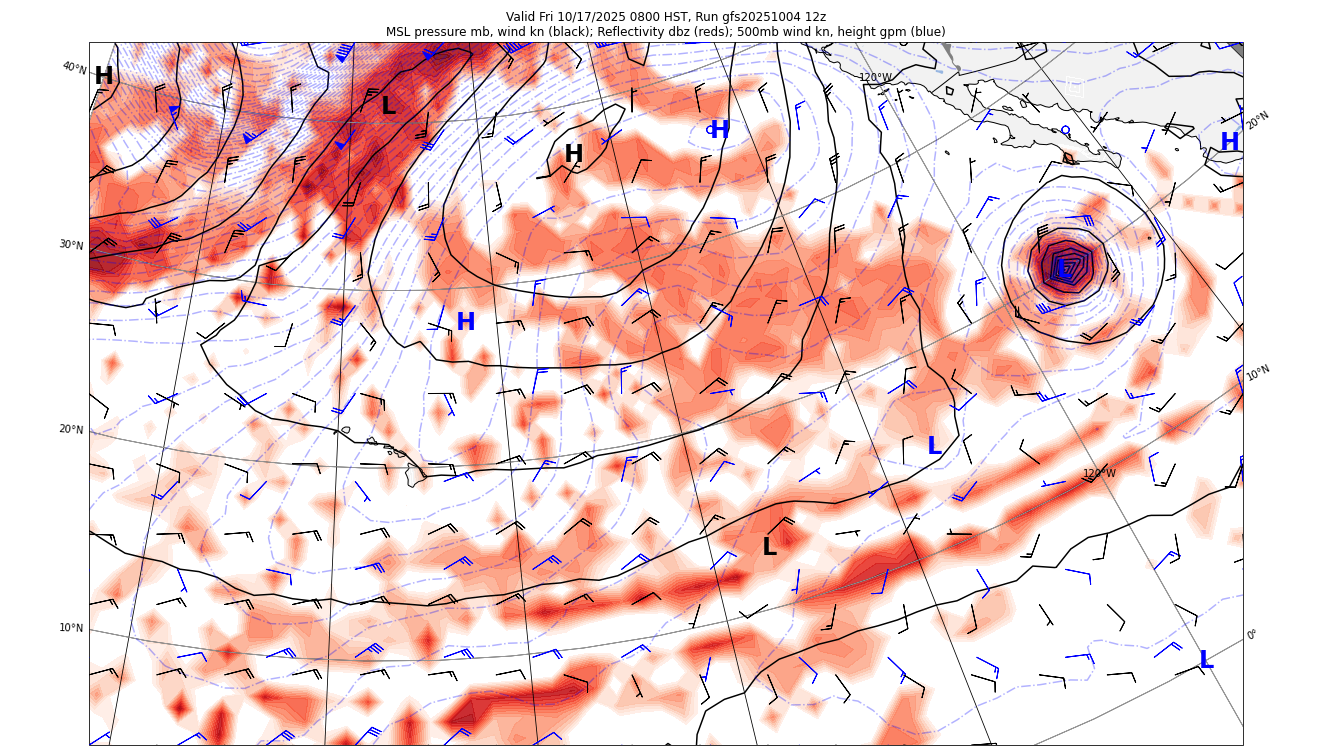 Valid Fri 10/17/2025 0800 HST, Run gfs20251004 12z
MSL pressure mb, wind kn (black); Reflectivity dbz (reds); 500mb wind kn, height gpm (blue)
40°N
H
L
H
H
120°W
20°N
H
30°N
L
H
10°N
20°N
L
120°W
L
10°N
0°
L